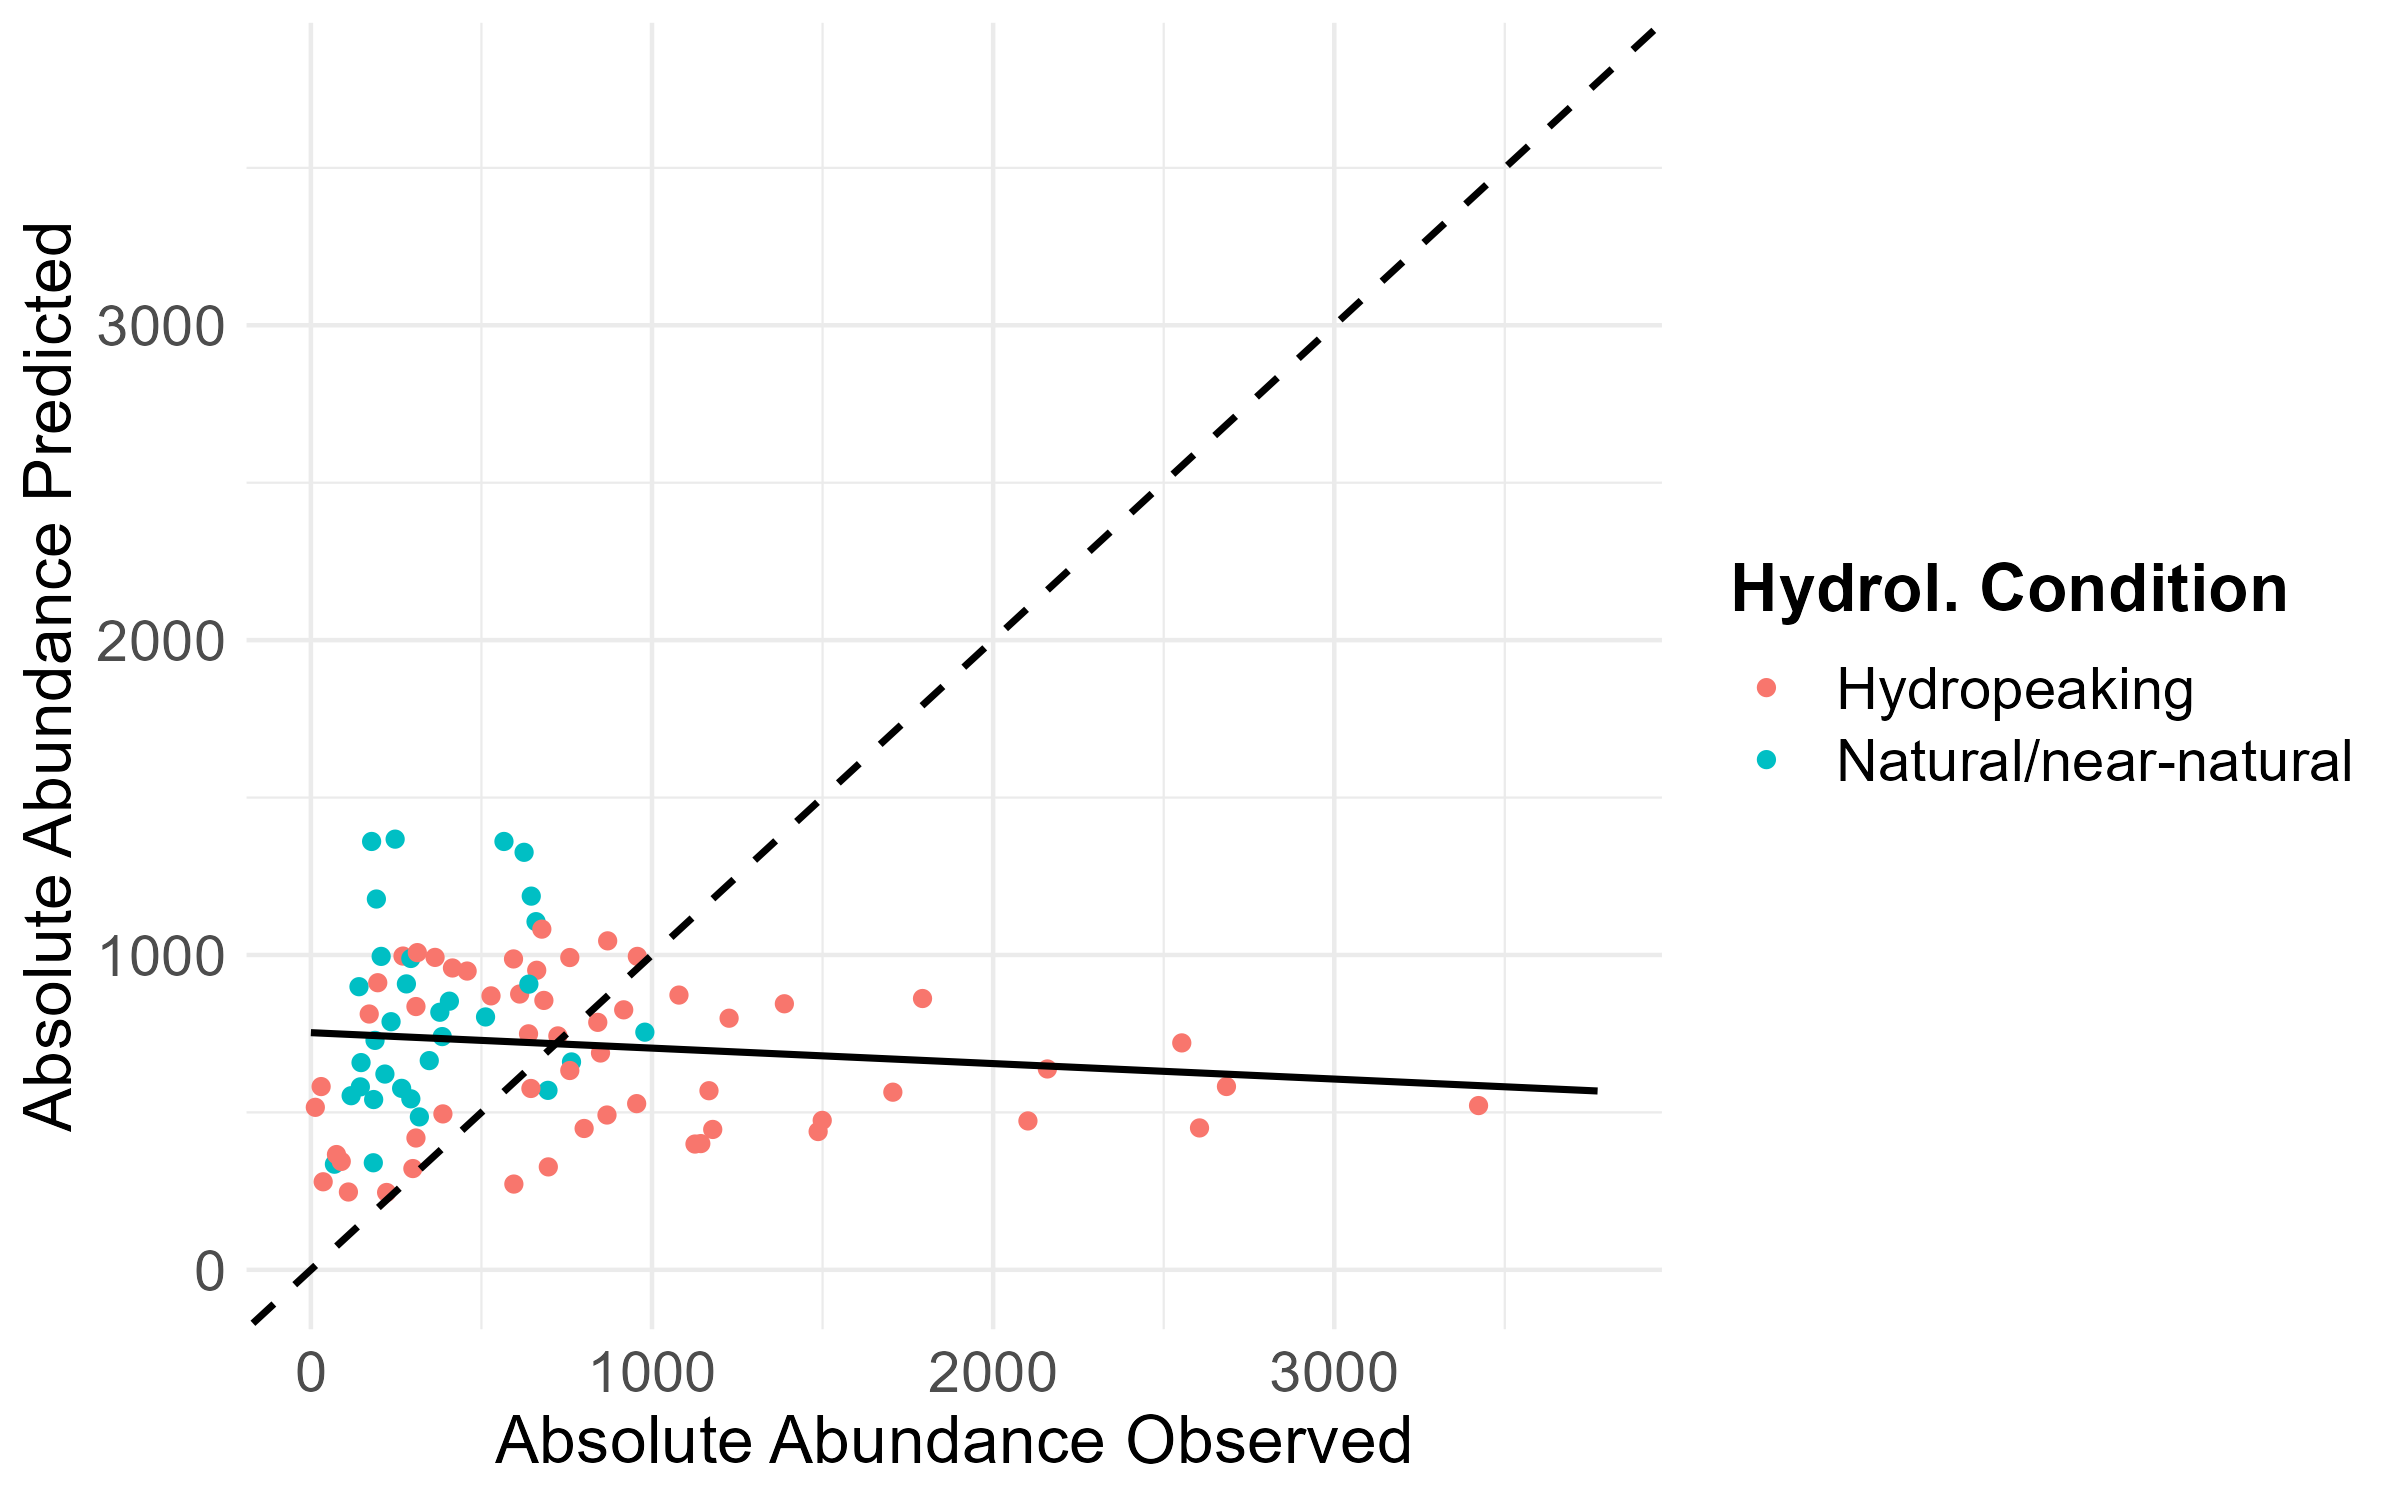 Absolute Abundance Predicted
3000
2000
1000
0
0 1000 2000 3000
Absolute Abundance Observed
Hydrol. Condition
Hydropeaking
Natural/near-natural